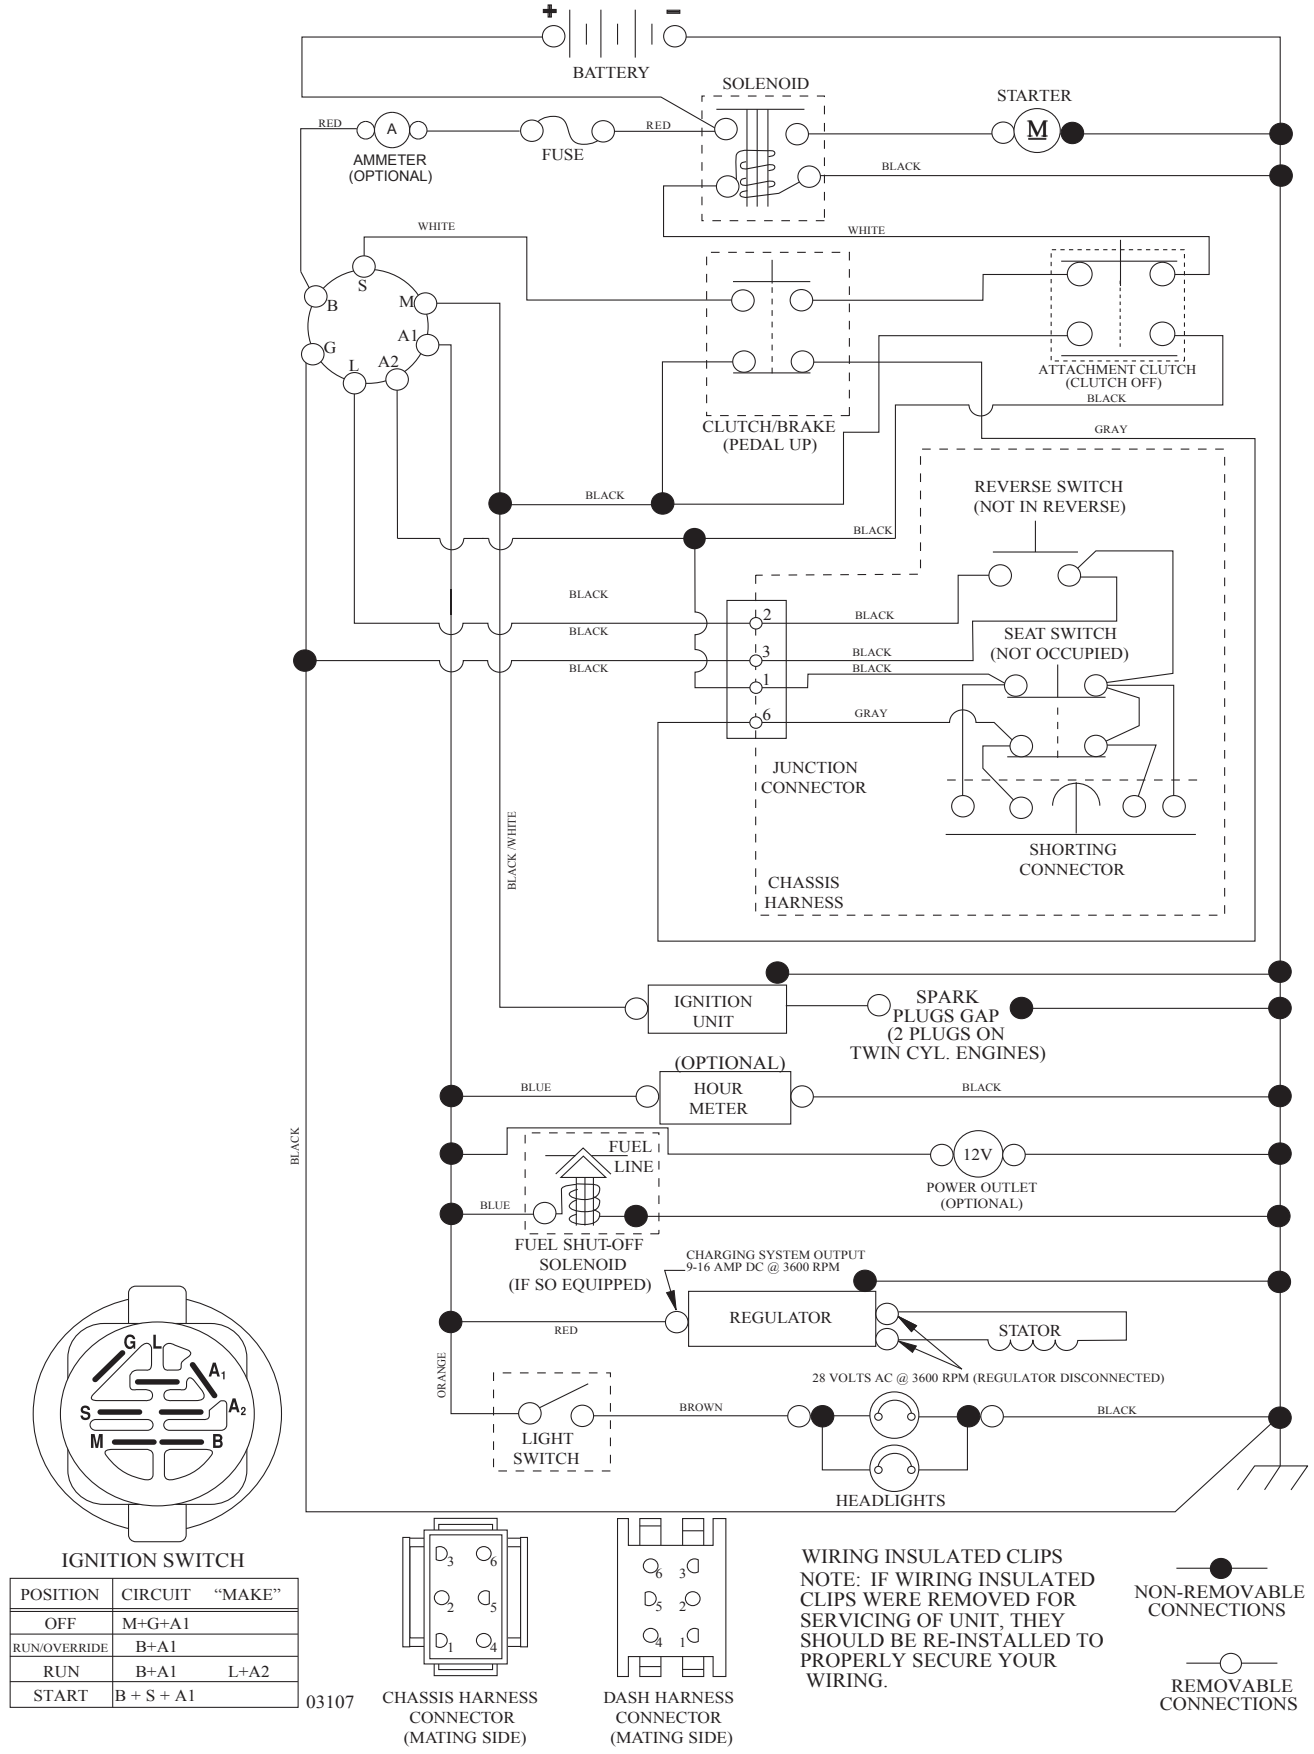 + −
BATTERY
SOLENOID
STARTER
RED
A
RED
M
AMMETER
(OPTIONAL)
FUSE
BLACK
WHITE
WHITE
S
B
M
A1
G
L
A2
ATTACHMENT CLUTCH
(CLUTCH OFF)
BLACK
CLUTCH/BRAKE
(PEDAL UP)
GRAY
REVERSE SWITCH
(NOT IN REVERSE)
BLACK
BLACK
BLACK
2
BLACK
BLACK
SEAT SWITCH
(NOT OCCUPIED)
3
BLACK
BLACK
1
BLACK
6
GRAY
JUNCTION
CONNECTOR
BLACK /WHITE
SHORTING
CONNECTOR
CHASSIS
HARNESS
IGNITION
UNIT
SPARK
PLUGS GAP
(2 PLUGS ON
TWIN CYL. ENGINES)
(OPTIONAL)
BLUE
HOUR
METER
BLACK
BLACK
FUEL
LINE
12V
POWER OUTLET
(OPTIONAL)
BLUE
FUEL SHUT-OFF
SOLENOID
(IF SO EQUIPPED)
CHARGING SYSTEM OUTPUT
9-16 AMP DC @ 3600 RPM
REGULATOR
STATOR
RED
28 VOLTS AC @ 3600 RPM (REGULATOR DISCONNECTED)
ORANGE
BROWN
BLACK
LIGHT
SWITCH
HEADLIGHTS
G L
A1
A2
S
M
B
IGNITION SWITCH
POSITION CIRCUIT “MAKE”
OFF M+G+A1
RUN/OVERRIDE B+A1
RUN B+A1 L+A2
START B + S + A1
03107
3 6
2 5
1 4
CHASSIS HARNESS
CONNECTOR
(MATING SIDE)
6 3
5 2
4 1
DASH HARNESS
CONNECTOR
(MATING SIDE)
WIRING INSULATED CLIPS
NOTE: IF WIRING INSULATED
CLIPS WERE REMOVED FOR
SERVICING OF UNIT, THEY
SHOULD BE RE-INSTALLED TO
PROPERLY SECURE YOUR
WIRING.
NON-REMOVABLE
CONNECTIONS
REMOVABLE
CONNECTIONS